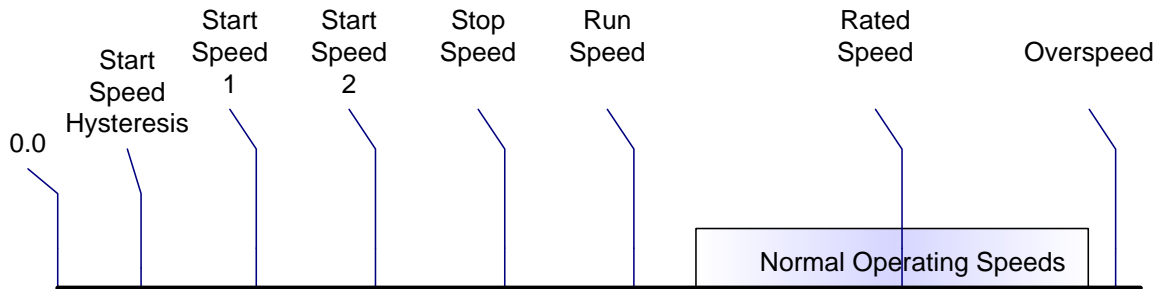 0.0
Start
Speed
Hysteresis
Start
Speed
1
Start
Speed
2
Stop
Speed
Run
Speed
Rated
Speed
Overspeed
Normal Operating Speeds